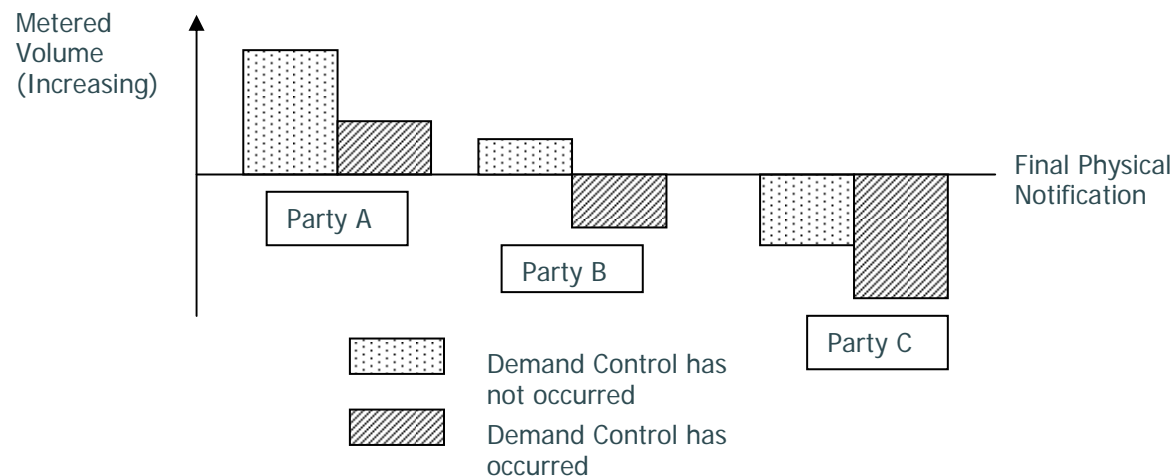 Metered
Volume
(Increasing)
Final Physical
Notification
Party A
Party B
Party C
Demand Control has
not occurred
Demand Control has
occurred